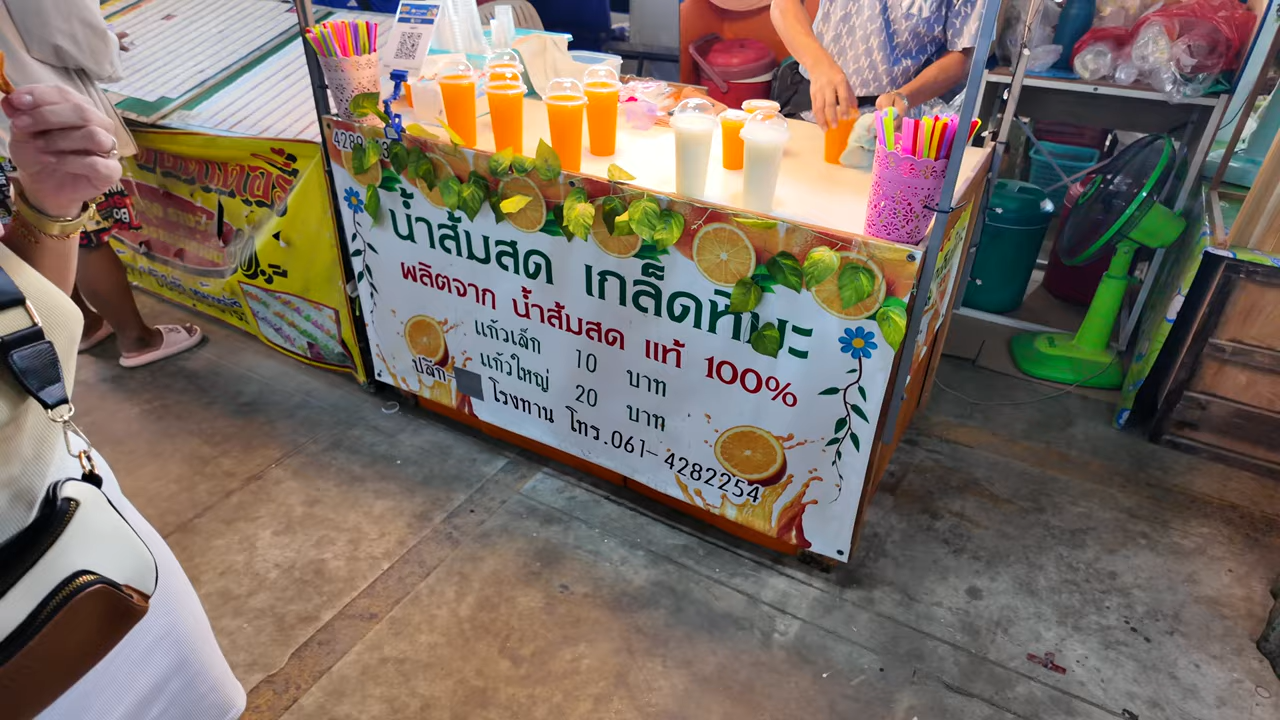 น้ำส้มสด เกล็ดหิมะ
ผลิตจาก น้ำส้มสด แท้ 100%
แก้วเล็ก 10 บาท
แก้วใหญ่ 20 บาท
ปลีก- โรงทาน โทร.061-4282254